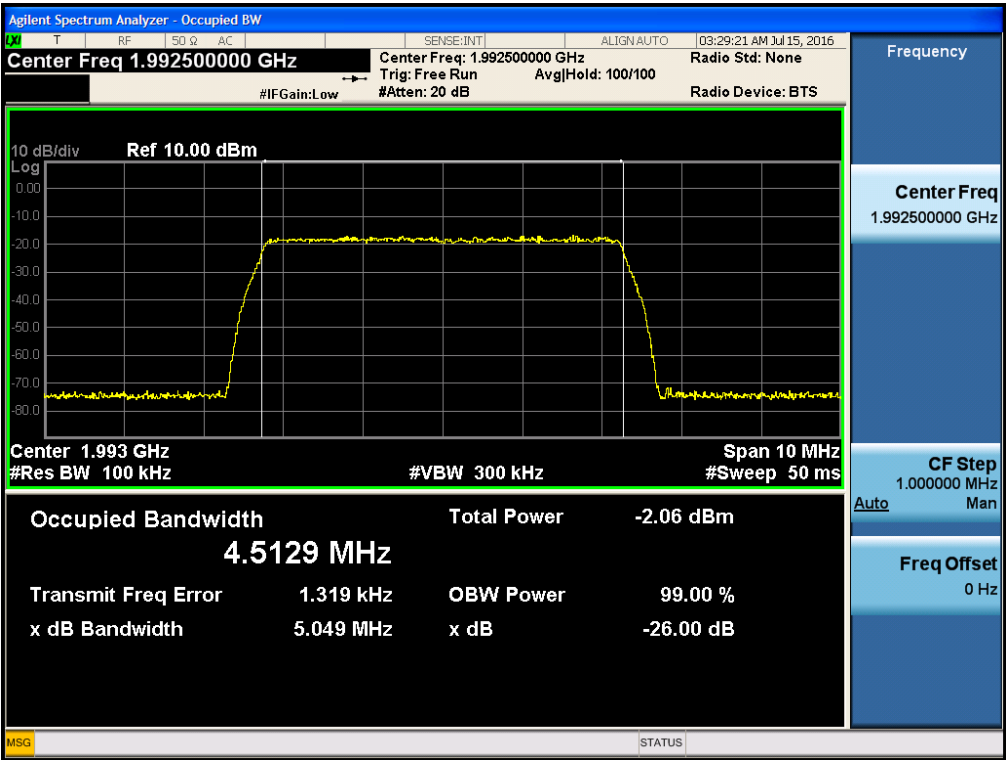 Agilent Spectrum Analyzer - Occupied BW
LXI T RF 50 Ω AC SENSE:INT ALIGN AUTO 03:29:21 AM Jul 15, 2016
Center Freq 1.992500000 GHz
Center Freq: 1.992500000 GHz
Radio Std: None
Trig: Free Run Avg|Hold: 100/100
#IFGain:Low
#Atten: 20 dB
Radio Device: BTS
10 dB/div Ref 10.00 dBm
Log
0.00
-10.0
-20.0
-30.0
-40.0
-50.0
-60.0
-70.0
-80.0
Center 1.993 GHz Span 10 MHz
#Res BW 100 kHz #VBW 300 kHz #Sweep 50 ms
Occupied Bandwidth Total Power -2.06 dBm
4.5129 MHz
Transmit Freq Error 1.319 kHz OBW Power 99.00 %
x dB Bandwidth 5.049 MHz x dB -26.00 dB
Frequency
Center Freq
1.992500000 GHz
CF Step
1.000000 MHz
Auto Man
Freq Offset
0 Hz
MSG STATUS